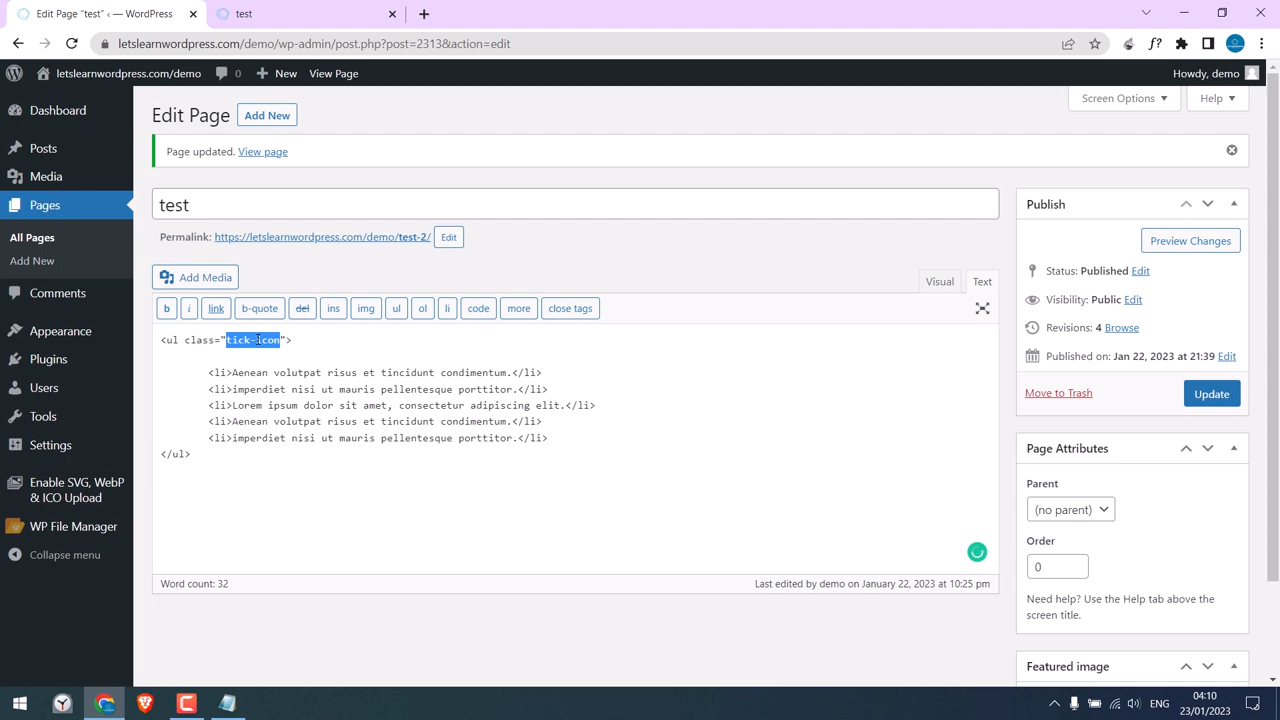 Edit Page "test" ‹ — WordPress
test
letslearnwordpress.com/demo/wp-admin/post.php?post=2313&action=edit
letslearnwordpress.com/demo
0
New
View Page
Howdy, demo
Dashboard
Posts
Media
Pages
All Pages
Add New
Comments
Appearance
Plugins
Users
Tools
Settings
Enable SVG, WebP
& ICO Upload
WP File Manager
Collapse menu
Edit Page
Add New
Screen Options
Help
Page updated. View page
test
Permalink: https://letslearnwordpress.com/demo/test-2/ Edit
Add Media
Visual
Text
b
i
link
b-quote
del
ins
img
ul
ol
li
code
more
close tags
<ul class="tick-icon">
<li>Aenean volutpat risus et tincidunt condimentum.</li>
<li>imperdiet nisi ut mauris pellentesque porttitor.</li>
<li>Lorem ipsum dolor sit amet, consectetur adipiscing elit.</li>
<li>Aenean volutpat risus et tincidunt condimentum.</li>
<li>imperdiet nisi ut mauris pellentesque porttitor.</li>
</ul>
Word count: 32
Last edited by demo on January 22, 2023 at 10:25 pm
Publish
Preview Changes
Status: Published Edit
Visibility: Public Edit
Revisions: 4 Browse
Published on: Jan 22, 2023 at 21:39 Edit
Move to Trash
Update
Page Attributes
Parent
(no parent)
Order
0
Need help? Use the Help tab above the
screen title.
Featured image
ENG
04:10
23/01/2023